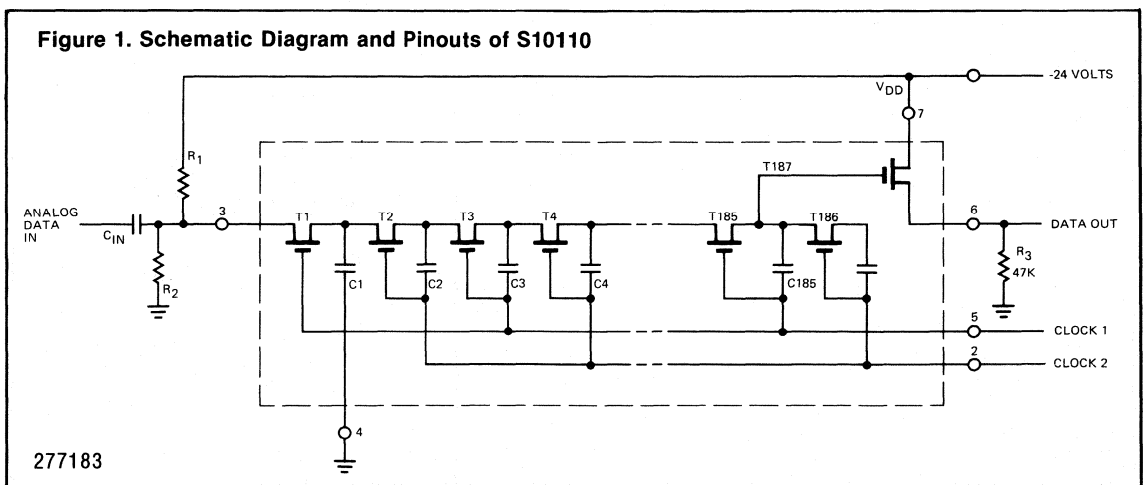 Figure 1. Schematic Diagram and Pinouts of S10110
-24 VOLTS
VDD
7
R1
T187
ANALOG
DATA
IN
CIN
3
T1
T2
T3
T4
T185
T186
6
DATA OUT
R2
C1
C2
C3
C4
C185
R3
47K
5
CLOCK 1
2
CLOCK 2
4
277183